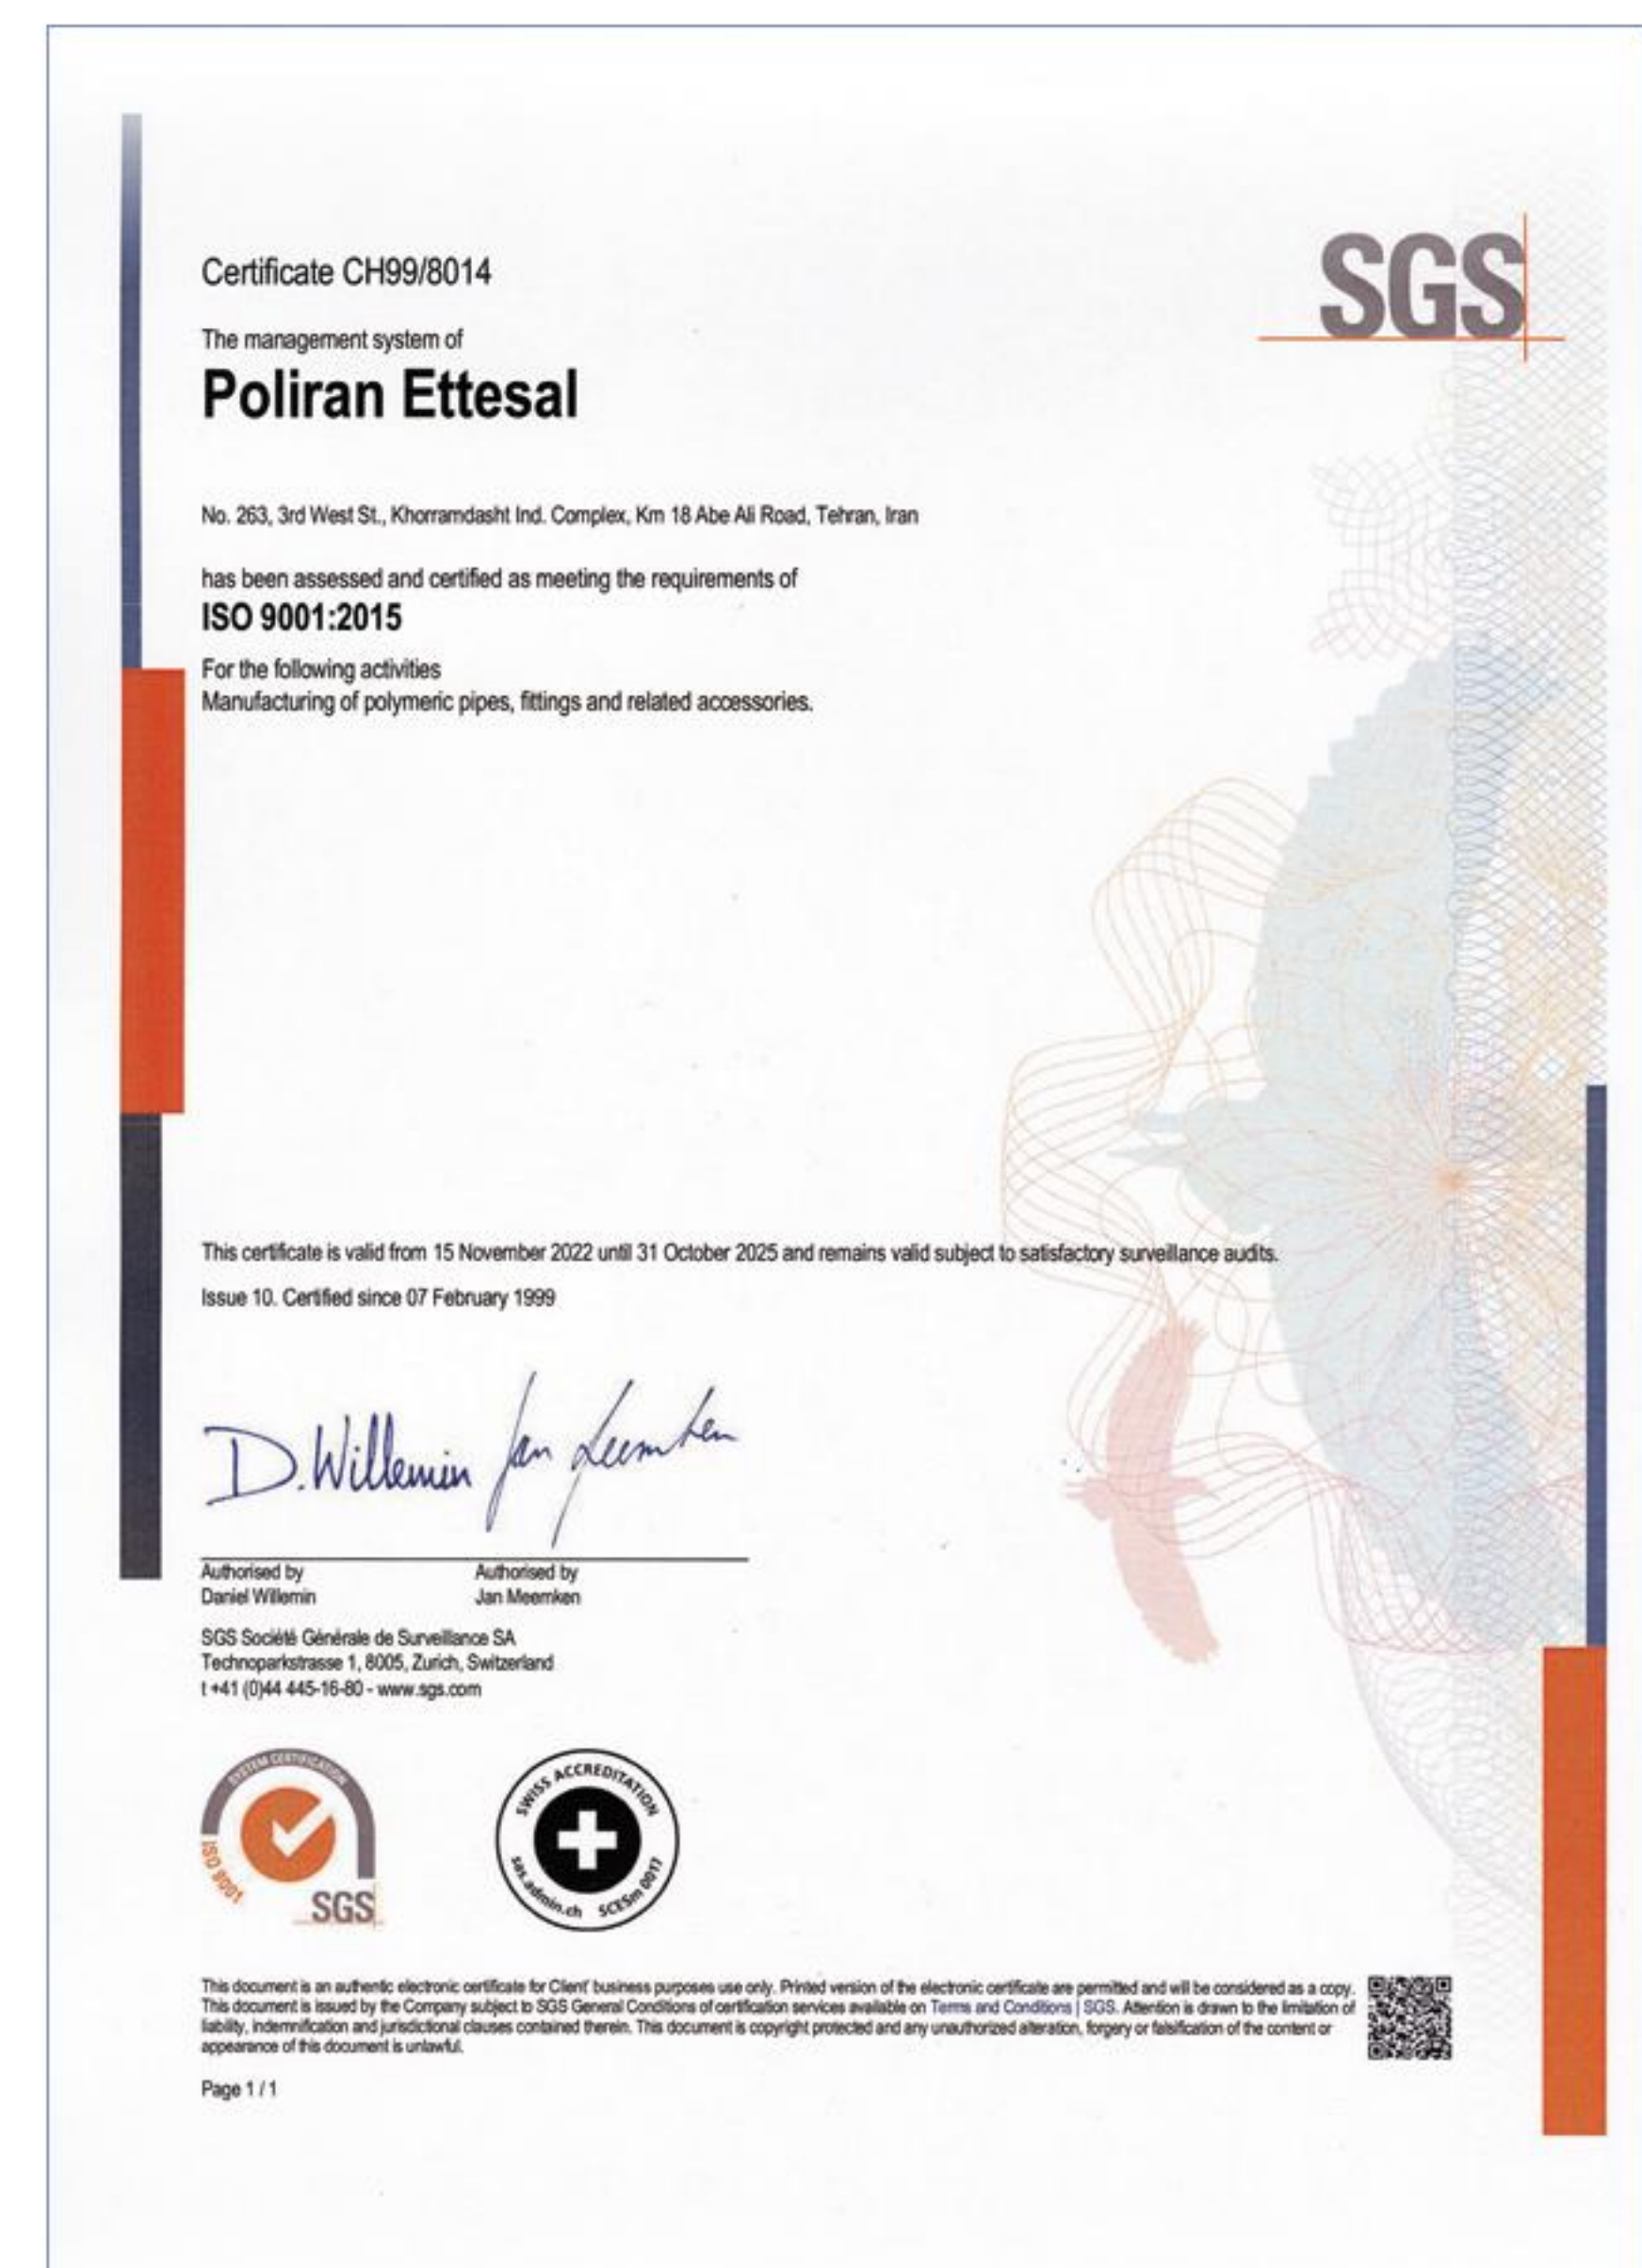 SGS
Certificate CH99/8014
The management system of
Poliran Ettesal
No. 263, 3rd West St., Khorramdasht Ind. Complex, Km 18 Abe Ali Road, Tehran, Iran
has been assessed and certified as meeting the requirements of
ISO 9001:2015
For the following activities
Manufacturing of polymeric pipes, fittings and related accessories.
This certificate is valid from 15 November 2022 until 31 October 2025 and remains valid subject to satisfactory surveillance audits.
Issue 10. Certified since 07 February 1999
D. Willemin Jan Meemken
Authorised by Authorised by
Daniel Willemin Jan Meemken
SGS Société Générale de Surveillance SA
Technoparkstrasse 1, 8005, Zurich, Switzerland
t +41 (0)44 445-16-80 - www.sgs.com
SYSTEM CERTIFICATION
ISO 9001
SGS
SWISS ACCREDITATION
sas.admin.ch SCESm 0017
This document is an authentic electronic certificate for Client' business purposes use only. Printed version of the electronic certificate are permitted and will be considered as a copy.
This document is issued by the Company subject to SGS General Conditions of certification services available on Terms and Conditions | SGS. Attention is drawn to the limitation of
liability, indemnification and jurisdictional clauses contained therein. This document is copyright protected and any unauthorized alteration, forgery or falsification of the content or
appearance of this document is unlawful.
Page 1 / 1